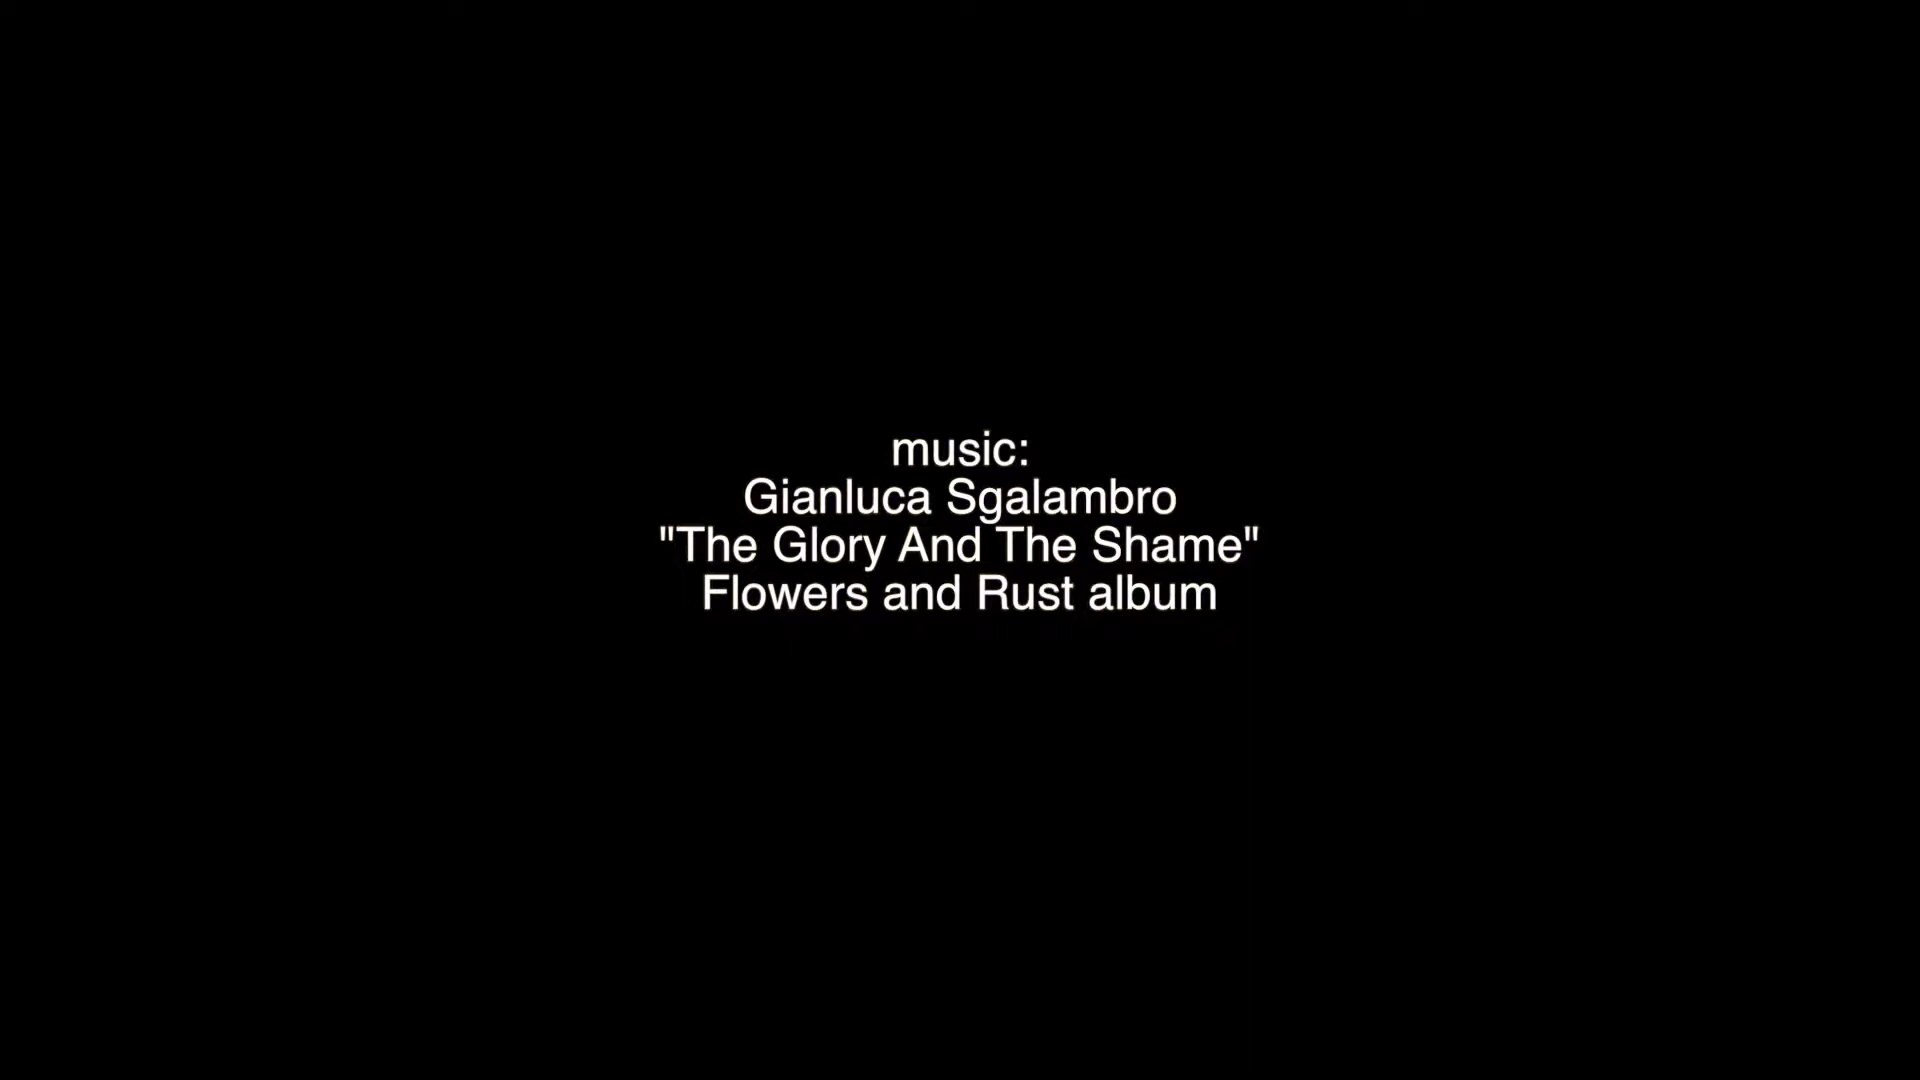 music:
Gianluca Sgalambro
"The Glory And The Shame"
Flowers and Rust album